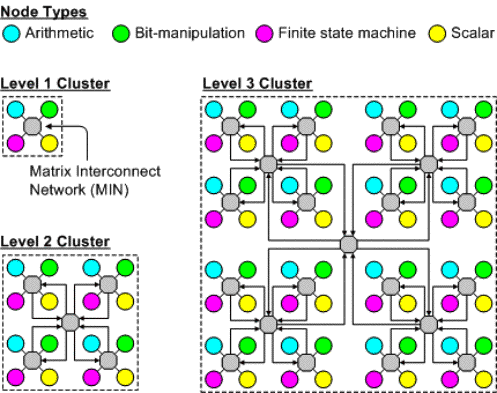 Node Types
Arithmetic Bit-manipulation Finite state machine Scalar
Level 1 Cluster
Level 3 Cluster
Matrix Interconnect
Network (MIN)
Level 2 Cluster